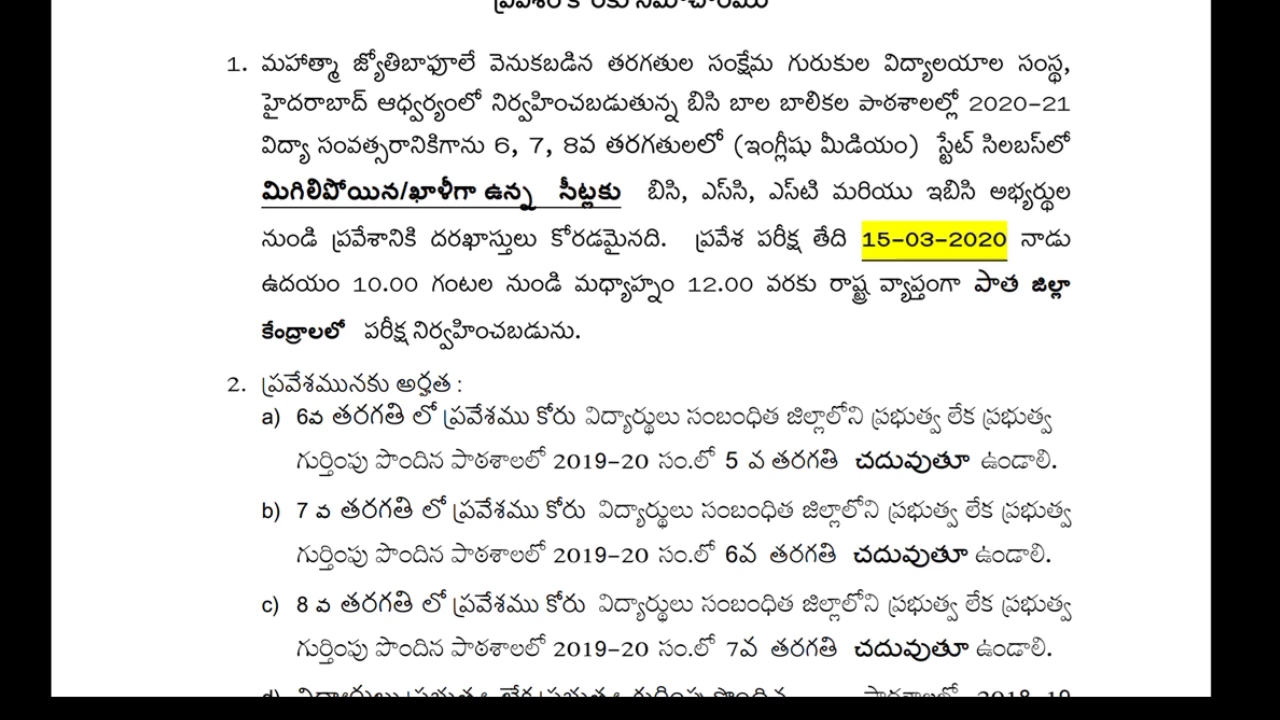 1. మహాత్మా జ్యోతిబాఫూలే వెనుకబడిన తరగతుల సంక్షేమ గురుకుల విద్యాలయాల సంస్థ,
హైదరాబాద్ ఆధ్వర్యంలో నిర్వహించబడుతున్న బిసి బాల బాలికల పాఠశాలల్లో 2020-21
విద్యా సంవత్సరానికిగాను 6, 7, 8వ తరగతులలో (ఇంగ్లీషు మీడియం) స్టేట్ సిలబస్‌లో
మిగిలిపోయిన/ఖాళీగా ఉన్న సీట్లకు బిసి, ఎస్‌సి, ఎస్‌టి మరియు ఇబిసి అభ్యర్థుల
నుండి ప్రవేశానికి దరఖాస్తులు కోరడమైనది. ప్రవేశ పరీక్ష తేది 15-03-2020 నాడు
ఉదయం 10.00 గంటల నుండి మధ్యాహ్నం 12.00 వరకు రాష్ట్ర వ్యాప్తంగా పాత జిల్లా
కేంద్రాలలో పరీక్ష నిర్వహించబడును.
2. ప్రవేశమునకు అర్హత :
a) 6వ తరగతి లో ప్రవేశము కోరు విద్యార్థులు సంబంధిత జిల్లాలోని ప్రభుత్వ లేక ప్రభుత్వ
గుర్తింపు పొందిన పాఠశాలలో 2019-20 సం.లో 5 వ తరగతి చదువుతూ ఉండాలి.
b) 7 వ తరగతి లో ప్రవేశము కోరు విద్యార్థులు సంబంధిత జిల్లాలోని ప్రభుత్వ లేక ప్రభుత్వ
గుర్తింపు పొందిన పాఠశాలలో 2019-20 సం.లో 6వ తరగతి చదువుతూ ఉండాలి.
c) 8 వ తరగతి లో ప్రవేశము కోరు విద్యార్థులు సంబంధిత జిల్లాలోని ప్రభుత్వ లేక ప్రభుత్వ
గుర్తింపు పొందిన పాఠశాలలో 2019-20 సం.లో 7వ తరగతి చదువుతూ ఉండాలి.